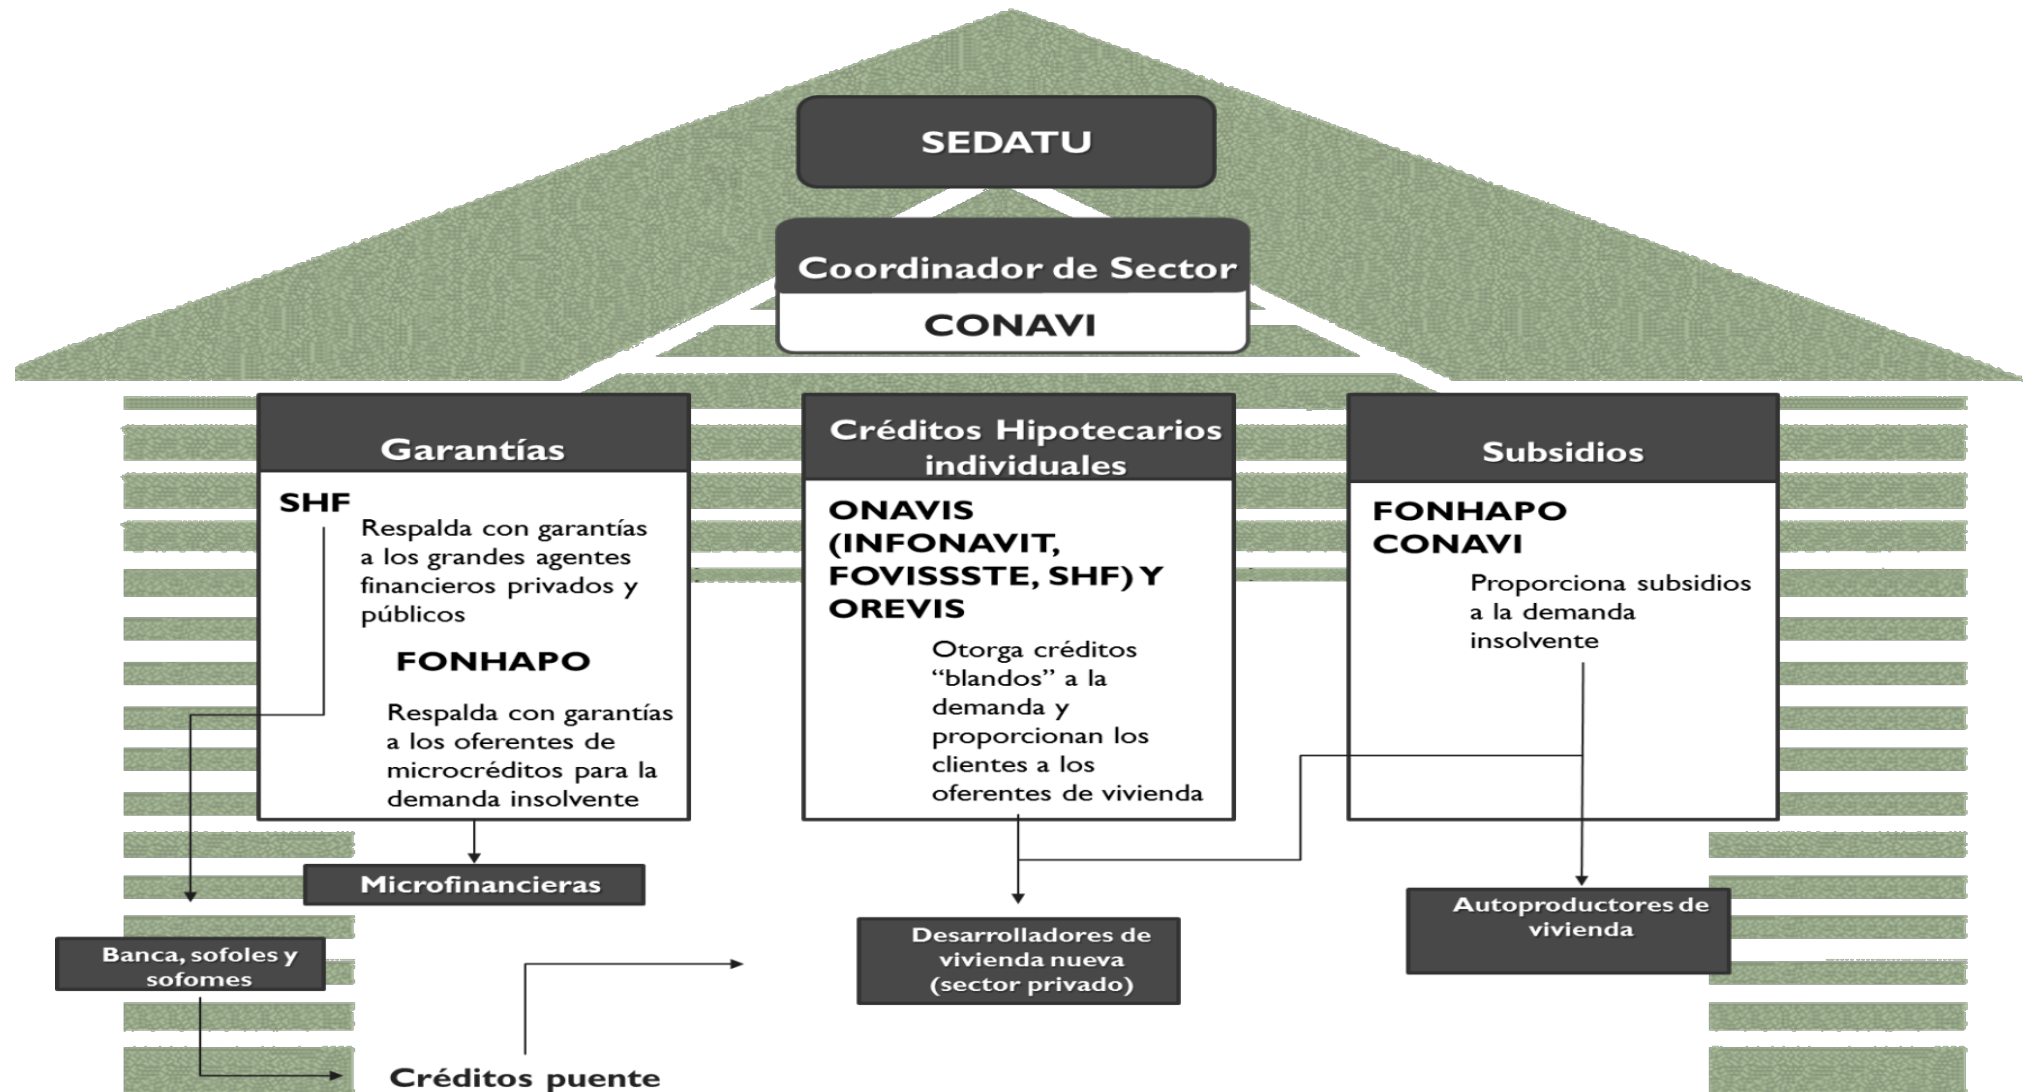 SEDATU
Coordinador de Sector
CONAVI
Garantías
SHF
Respalda con garantías
a los grandes agentes
financieros privados y
públicos
FONHAPO
Respalda con garantías
a los oferentes de
microcréditos para la
demanda insolvente
Créditos Hipotecarios
individuales
ONAVIS
(INFONAVIT,
FOVISSSTE, SHF) Y
OREVIS
Otorga créditos
“blandos” a la
demanda y
proporcionan los
clientes a los
oferentes de vivienda
Subsidios
FONHAPO
CONAVI
Proporciona subsidios
a la demanda
insolvente
Microfinancieras
Banca, sofoles y
sofomes
Desarrolladores de
vivienda nueva
(sector privado)
Autoproductores de
vivienda
Créditos puente